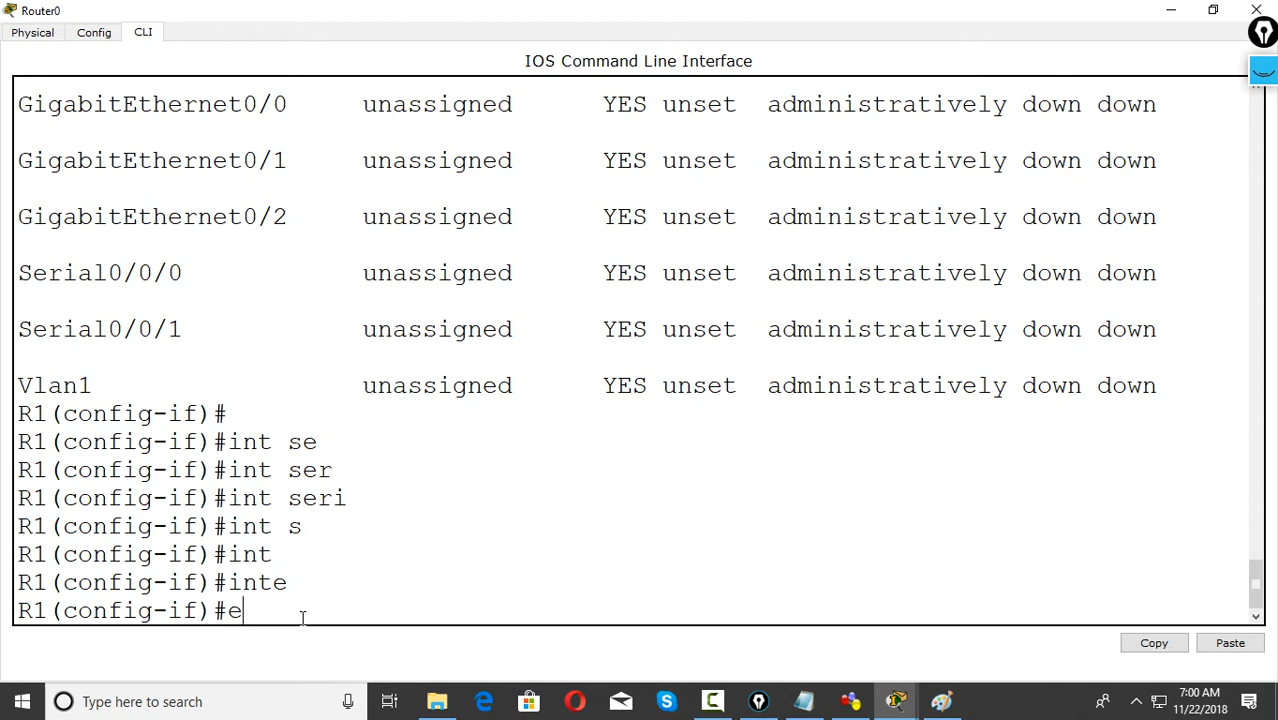 Router0
Physical Config CLI
IOS Command Line Interface
GigabitEthernet0/0 unassigned YES unset administratively down down
GigabitEthernet0/1 unassigned YES unset administratively down down
GigabitEthernet0/2 unassigned YES unset administratively down down
Serial0/0/0 unassigned YES unset administratively down down
Serial0/0/1 unassigned YES unset administratively down down
Vlan1 unassigned YES unset administratively down down
R1(config-if)#
R1(config-if)#int se
R1(config-if)#int ser
R1(config-if)#int seri
R1(config-if)#int s
R1(config-if)#int
R1(config-if)#inte
R1(config-if)#e
Copy Paste
Type here to search
7:00 AM
11/22/2018